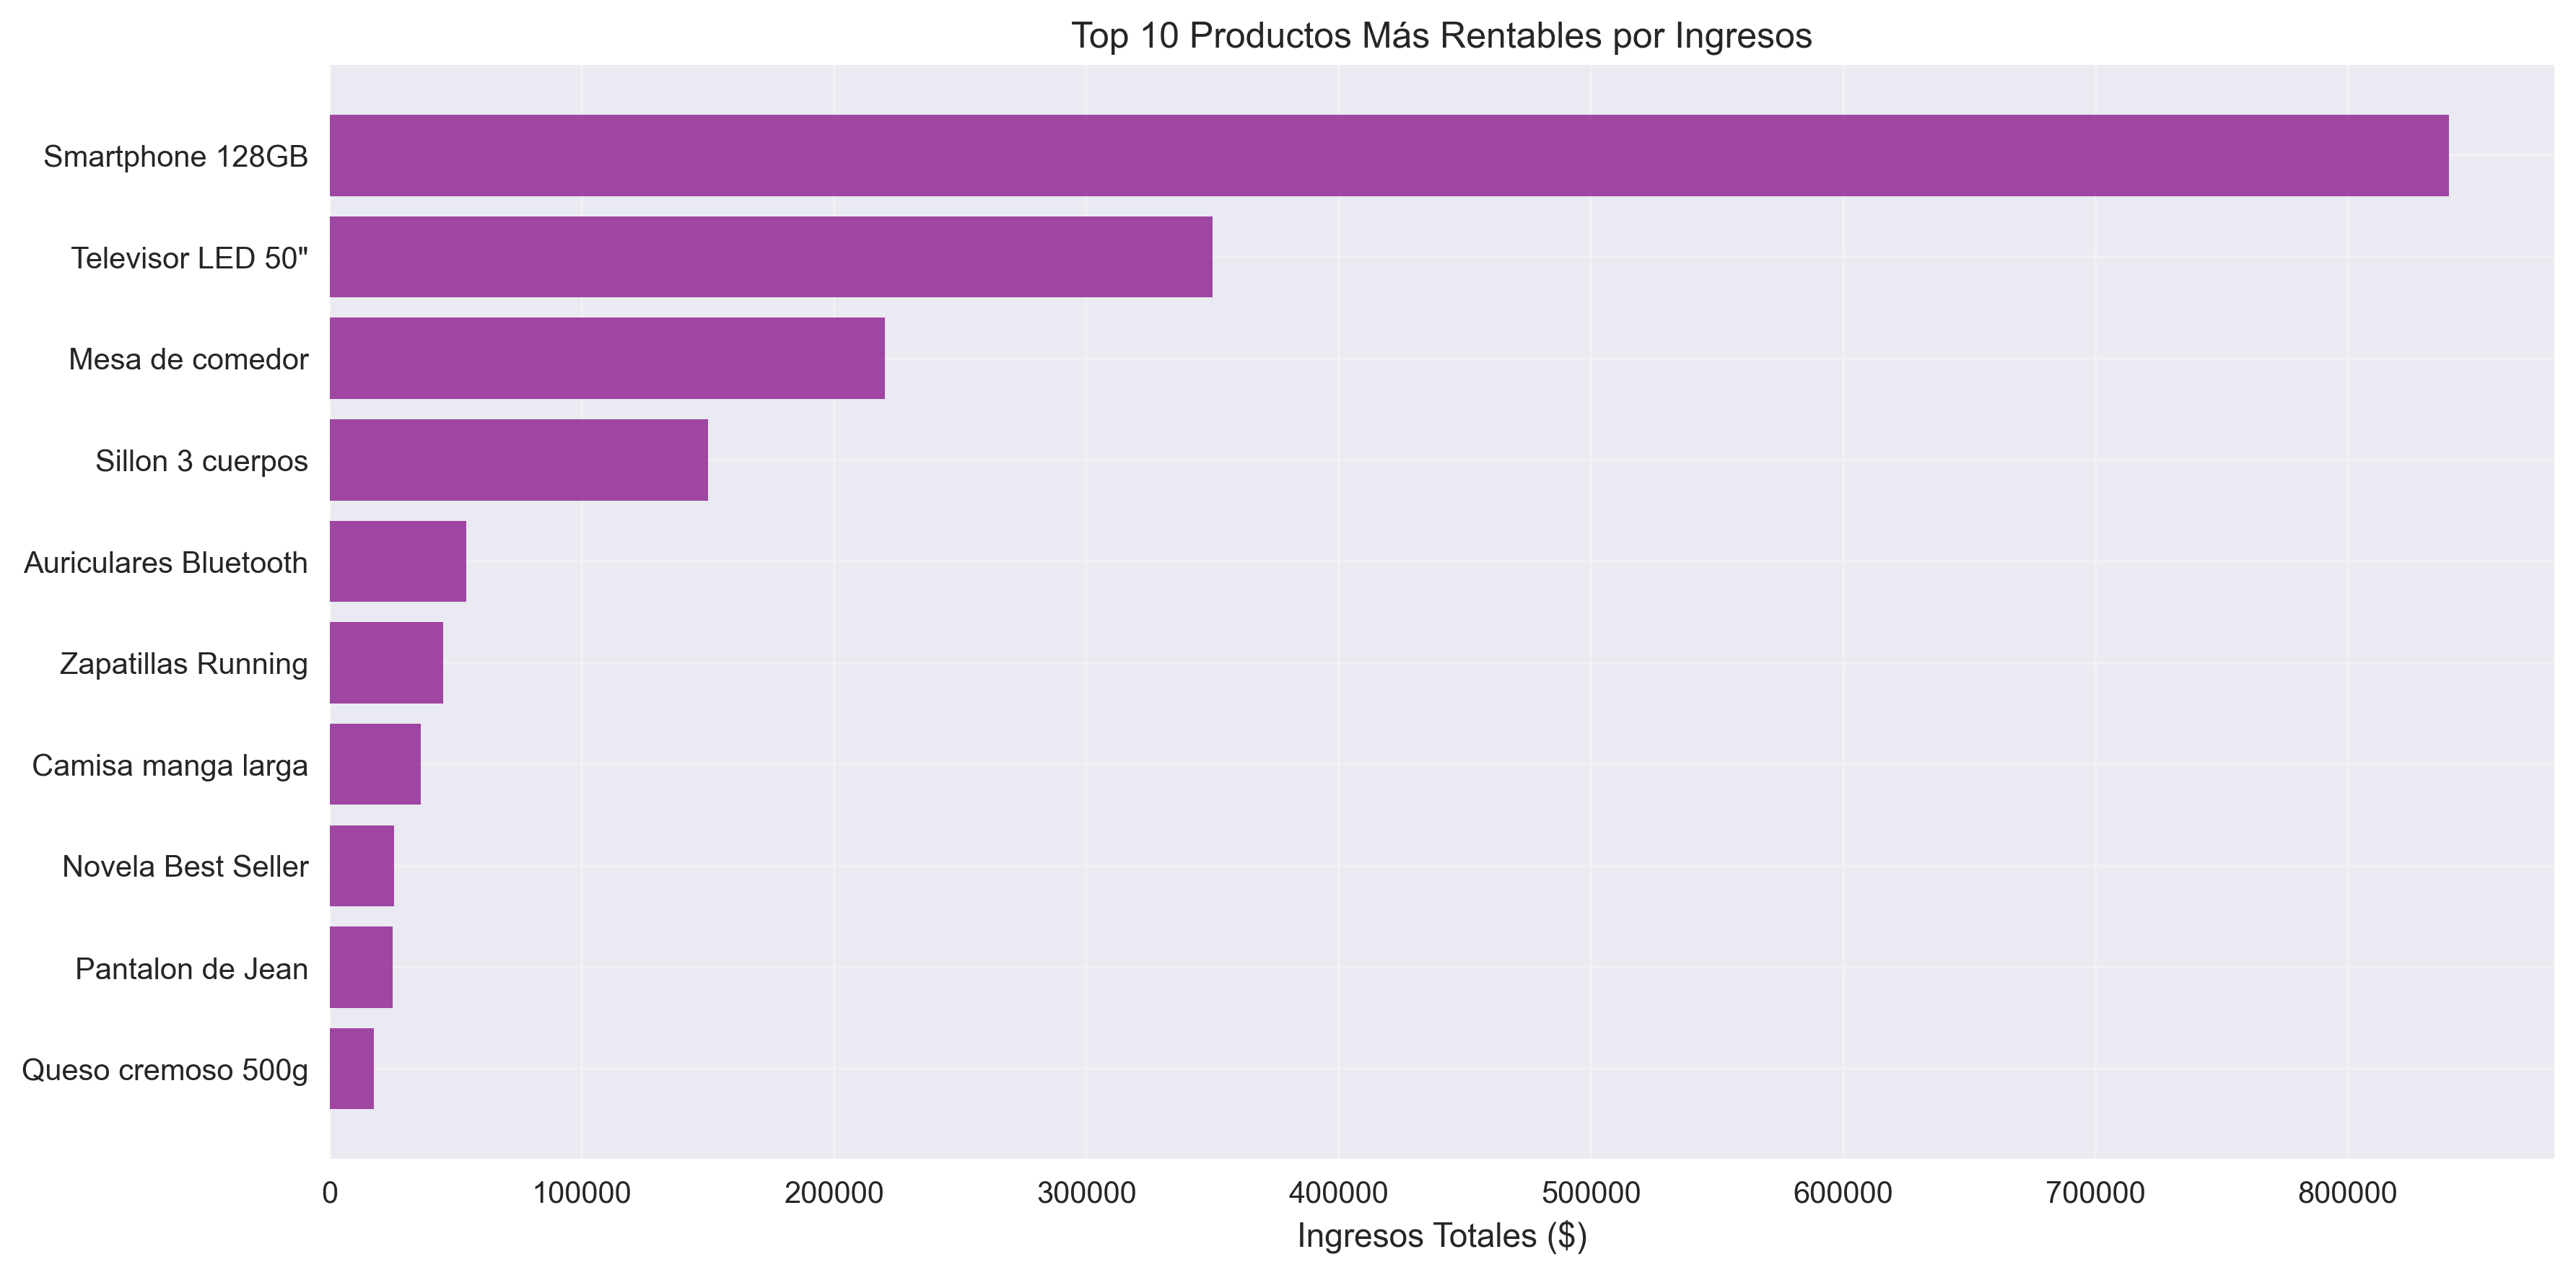 Top 10 Productos Más Rentables por Ingresos
Smartphone 128GB
Televisor LED 50"
Mesa de comedor
Sillon 3 cuerpos
Auriculares Bluetooth
Zapatillas Running
Camisa manga larga
Novela Best Seller
Pantalon de Jean
Queso cremoso 500g
0 100000 200000 300000 400000 500000 600000 700000 800000
Ingresos Totales ($)